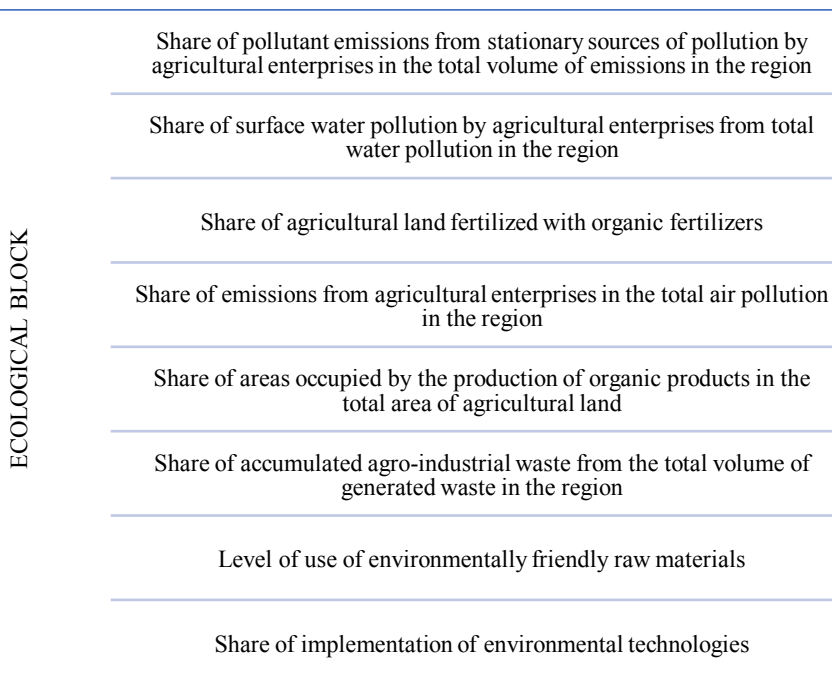 ECOLOGICAL BLOCK
Share of pollutant emissions from stationary sources of pollution by
agricultural enterprises in the total volume of emissions in the region
Share of surface water pollution by agricultural enterprises from total
water pollution in the region
Share of agricultural land fertilized with organic fertilizers
Share of emissions from agricultural enterprises in the total air pollution
in the region
Share of areas occupied by the production of organic products in the
total area of agricultural land
Share of accumulated agro-industrial waste from the total volume of
generated waste in the region
Level of use of environmentally friendly raw materials
Share of implementation of environmental technologies